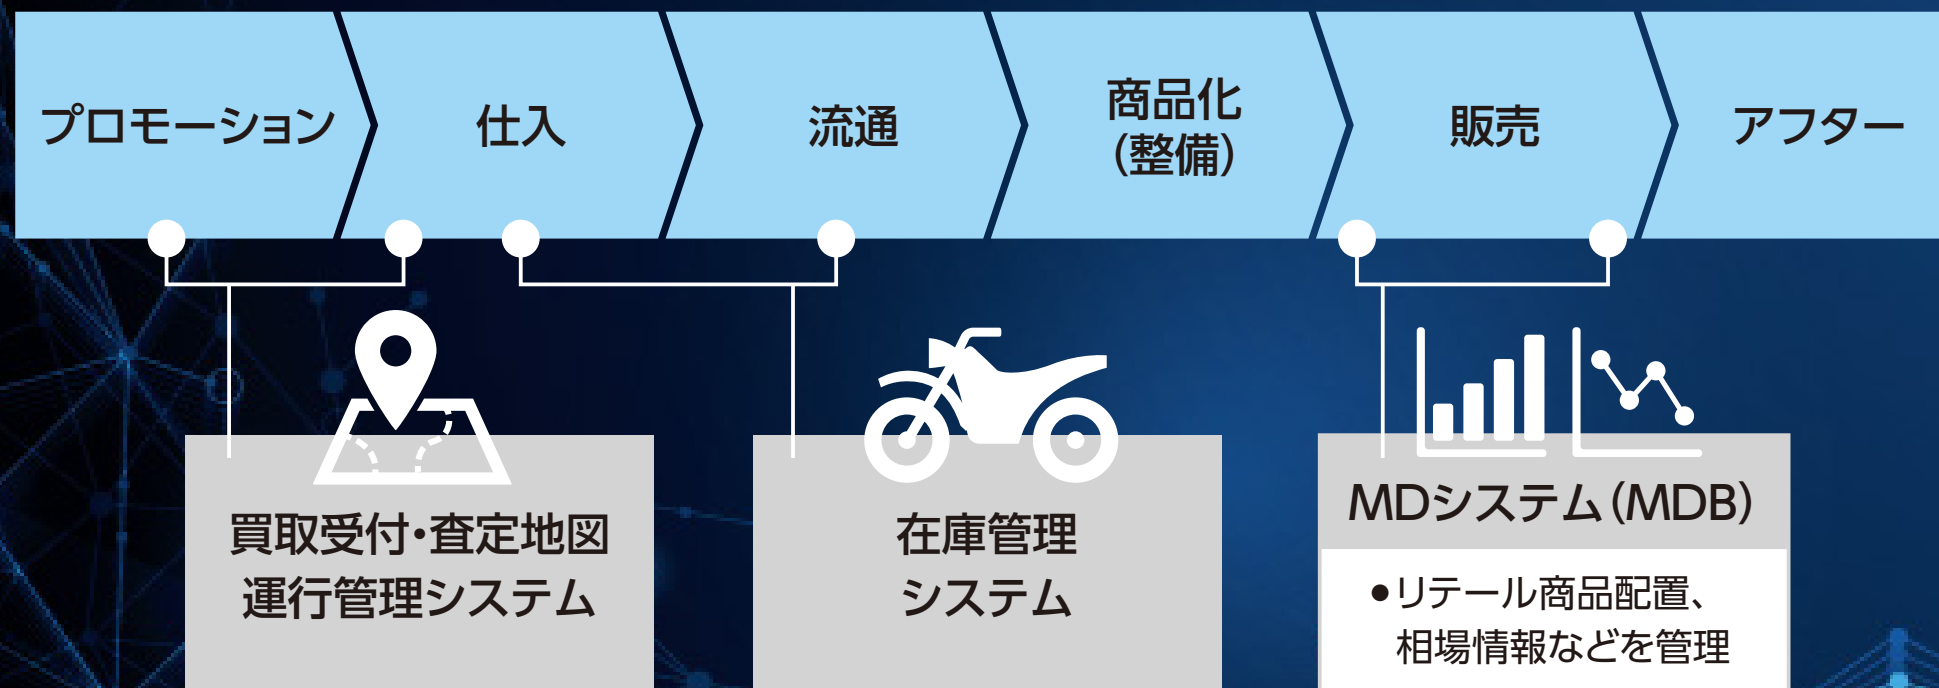 プロモーション
仕入
流通
商品化
(整備)
販売
アフター
買取受付・査定地図
運行管理システム
在庫管理
システム
MDシステム(MDB)
●リテール商品配置、
相場情報などを管理